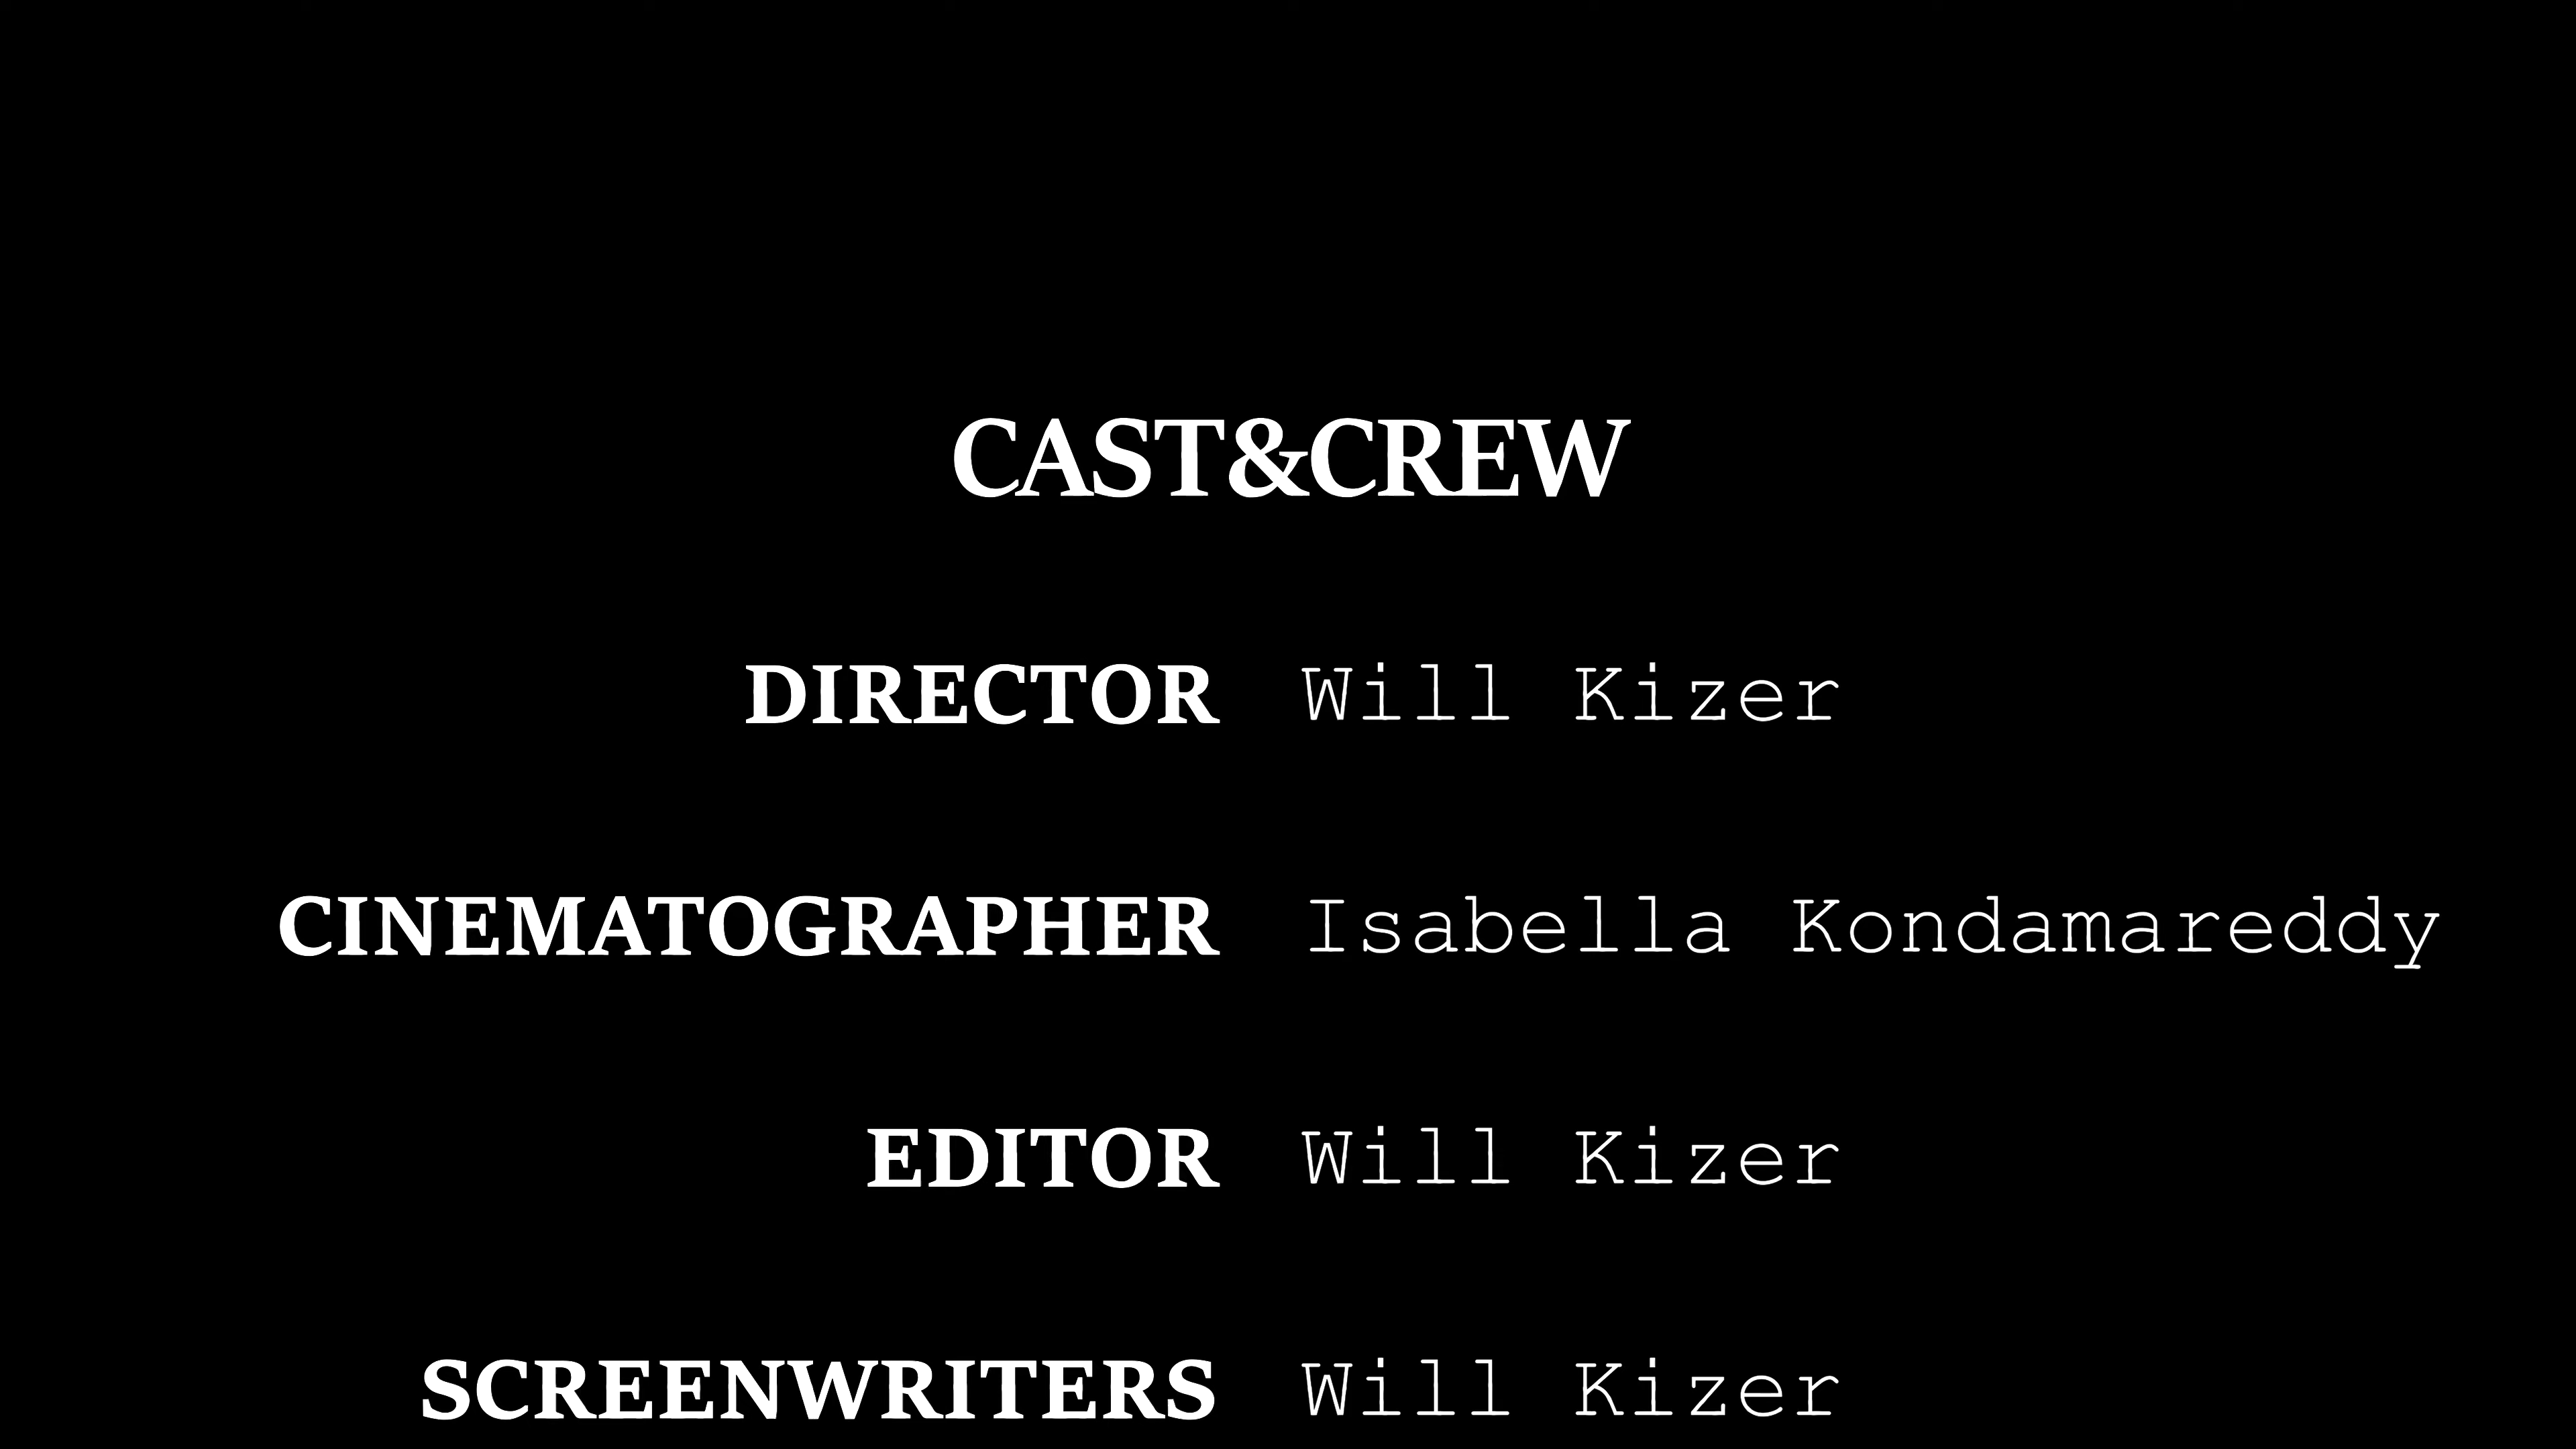 CAST&CREW
DIRECTOR Will Kizer
CINEMATOGRAPHER Isabella Kondamareddy
EDITOR Will Kizer
SCREENWRITERS Will Kizer